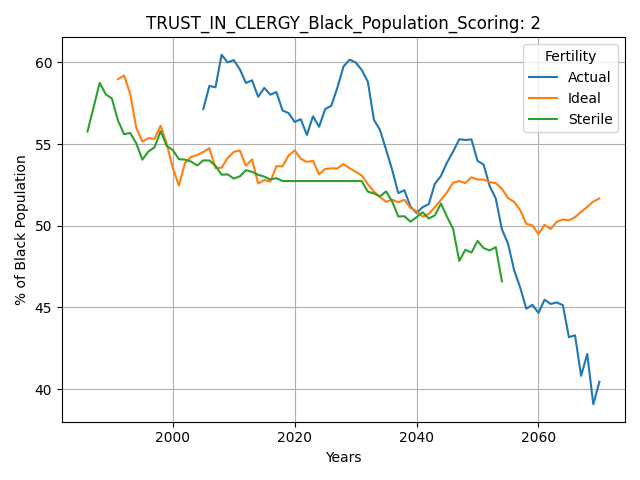 TRUST_IN_CLERGY_Black_Population_Scoring: 2
Fertility
Actual
Ideal
Sterile
% of Black Population
60
55
50
45
40
2000
2020
2040
2060
Years